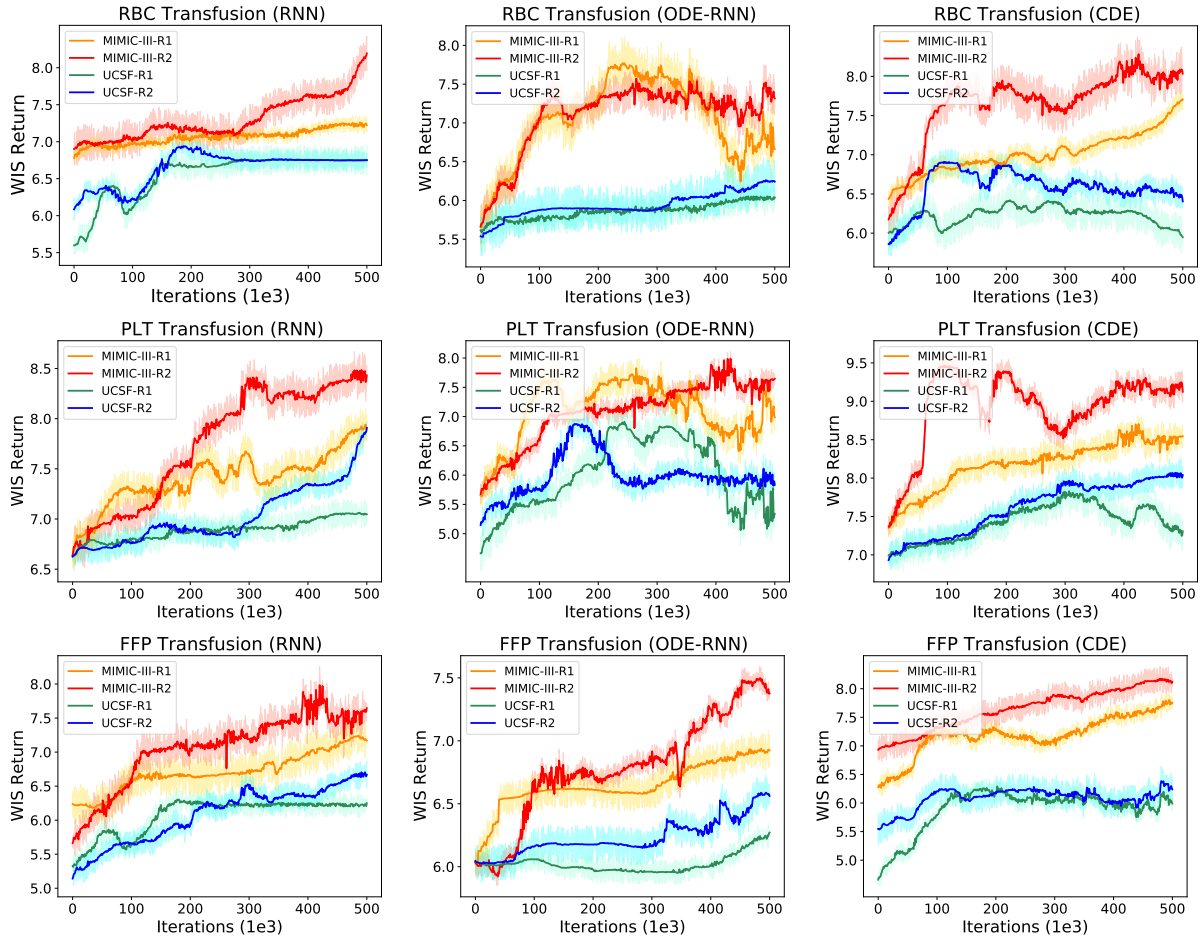 RBC Transfusion (RNN)
MIMIC-III-R1
MIMIC-III-R2
UCSF-R1
UCSF-R2
WIS Return
8.0
7.5
7.0
6.5
6.0
5.5
0 100 200 300 400 500
Iterations (1e3)
RBC Transfusion (ODE-RNN)
MIMIC-III-R1
MIMIC-III-R2
UCSF-R1
UCSF-R2
WIS Return
8.0
7.5
7.0
6.5
6.0
5.5
0 100 200 300 400 500
Iterations (1e3)
RBC Transfusion (CDE)
MIMIC-III-R1
MIMIC-III-R2
UCSF-R1
UCSF-R2
WIS Return
8.0
7.5
7.0
6.5
6.0
0 100 200 300 400 500
Iterations (1e3)
PLT Transfusion (RNN)
MIMIC-III-R1
MIMIC-III-R2
UCSF-R1
UCSF-R2
WIS Return
8.5
8.0
7.5
7.0
6.5
0 100 200 300 400 500
Iterations (1e3)
PLT Transfusion (ODE-RNN)
MIMIC-III-R1
MIMIC-III-R2
UCSF-R1
UCSF-R2
WIS Return
8.0
7.5
7.0
6.5
6.0
5.5
5.0
0 100 200 300 400 500
Iterations (1e3)
PLT Transfusion (CDE)
MIMIC-III-R1
MIMIC-III-R2
UCSF-R1
UCSF-R2
WIS Return
9.5
9.0
8.5
8.0
7.5
7.0
0 100 200 300 400 500
Iterations (1e3)
FFP Transfusion (RNN)
MIMIC-III-R1
MIMIC-III-R2
UCSF-R1
UCSF-R2
WIS Return
8.0
7.5
7.0
6.5
6.0
5.5
5.0
0 100 200 300 400 500
Iterations (1e3)
FFP Transfusion (ODE-RNN)
MIMIC-III-R1
MIMIC-III-R2
UCSF-R1
UCSF-R2
WIS Return
7.5
7.0
6.5
6.0
0 100 200 300 400 500
Iterations (1e3)
FFP Transfusion (CDE)
MIMIC-III-R1
MIMIC-III-R2
UCSF-R1
UCSF-R2
WIS Return
8.0
7.5
7.0
6.5
6.0
5.5
5.0
0 100 200 300 400 500
Iterations (1e3)